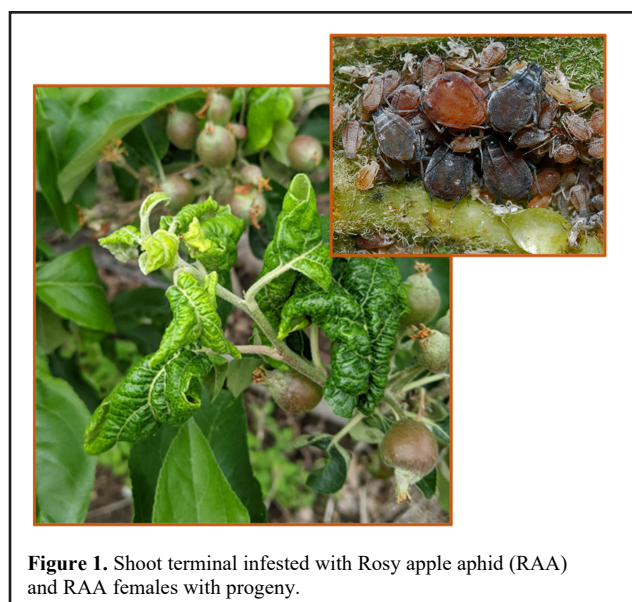 Figure 1. Shoot terminal infested with Rosy apple aphid (RAA)
and RAA females with progeny.